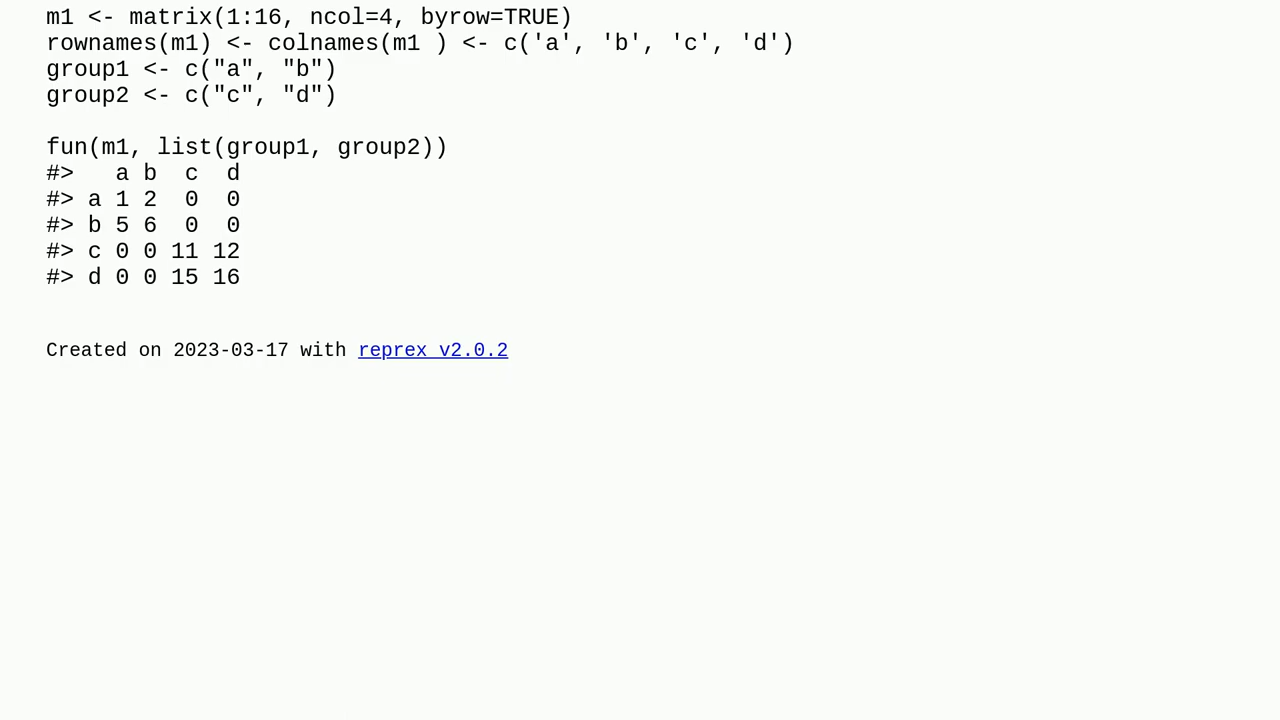 m1 <- matrix(1:16, ncol=4, byrow=TRUE)
rownames(m1) <- colnames(m1 ) <- c('a', 'b', 'c', 'd')
group1 <- c("a", "b")
group2 <- c("c", "d")

fun(m1, list(group1, group2))
#>   a b  c  d
#> a 1 2  0  0
#> b 5 6  0  0
#> c 0 0 11 12
#> d 0 0 15 16

Created on 2023-03-17 with reprex v2.0.2